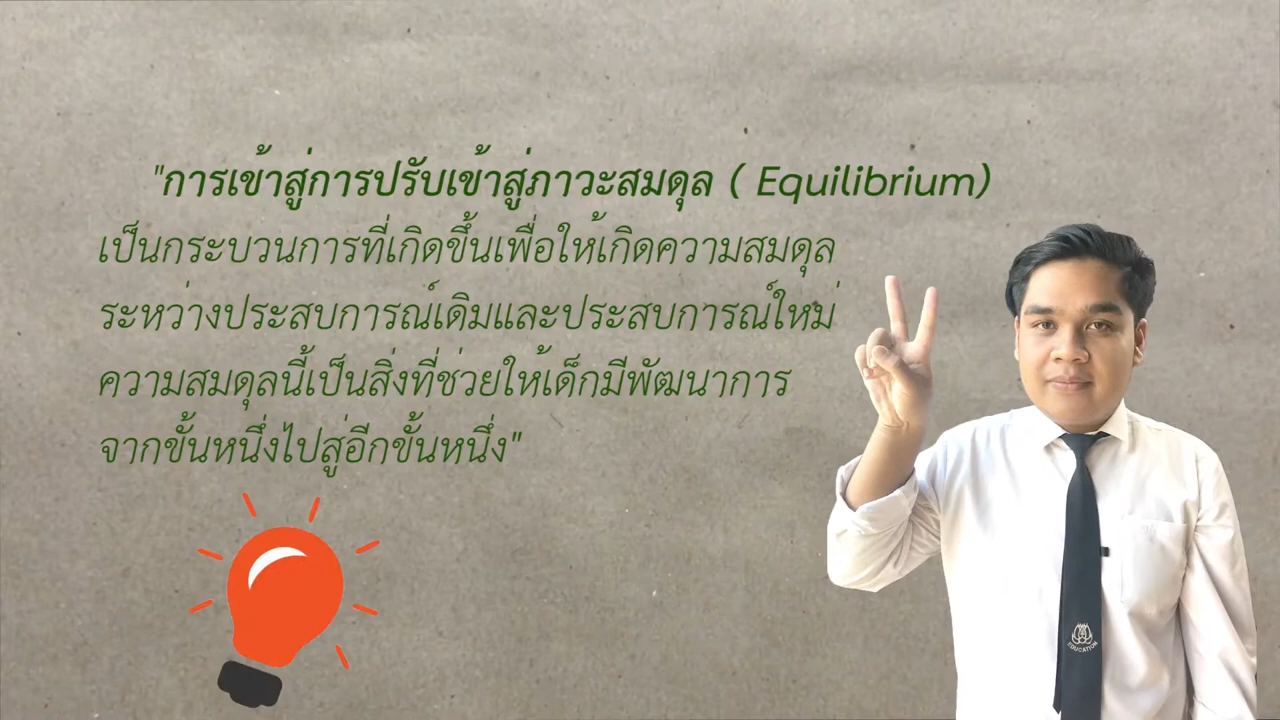 "การเข้าสู่การปรับเข้าสู่ภาวะสมดุล ( Equilibrium)
เป็นกระบวนการที่เกิดขึ้นเพื่อให้เกิดความสมดุล
ระหว่างประสบการณ์เดิมและประสบการณ์ใหม่
ความสมดุลนี้เป็นสิ่งที่ช่วยให้เด็กมีพัฒนาการ
จากขั้นหนึ่งไปสู่อีกขั้นหนึ่ง"
EDUCATION